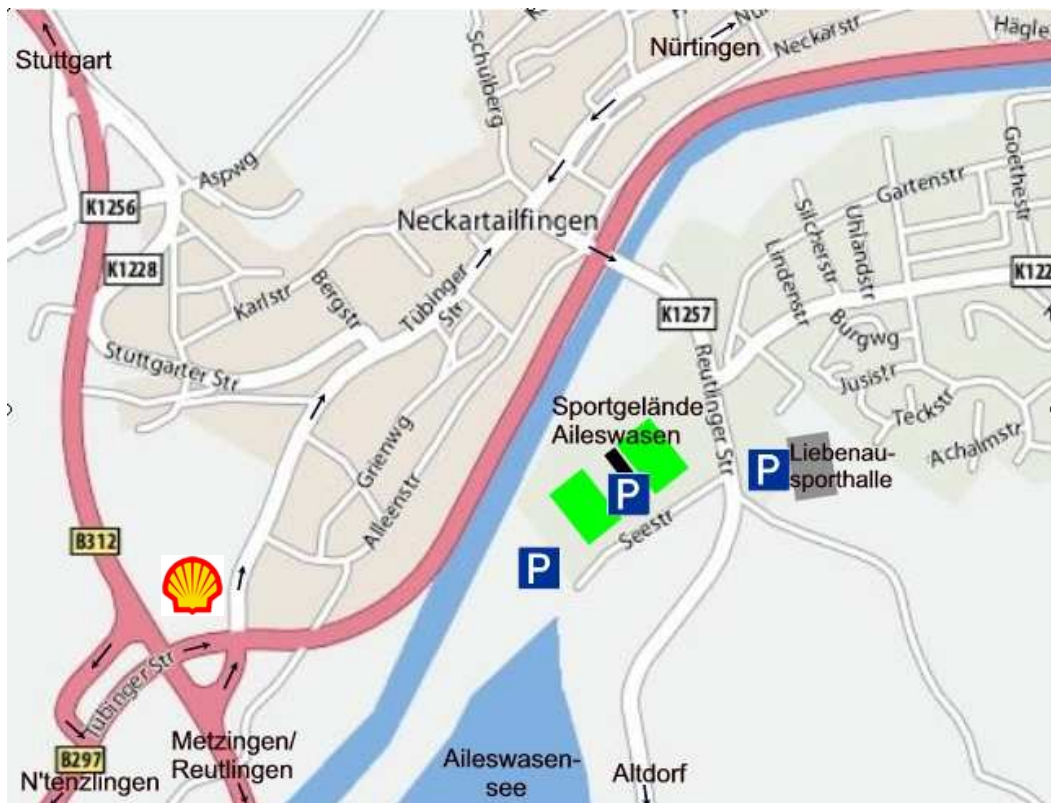 Stuttgart
Nürtingen
Neckarstr
Hägle
Schulberg
Aspwg
Goethestr
Gartenstr
K1256
Silcherstr
Uhlandstr
Neckartailfingen
K1228
Lindenstr
K122
Karlstr
Bergstr
Tübinger
Str
K1257
Burgwg
Stuttgarter Str
Reutlinger Str
Jusistr
Teckstr
Achalmstr
Sportgelände
Aileswasen
P
Liebenau-
sporthalle
P
Grienwg
Alleenstr
Seestr
B312
P
Tübinger Str
B297
N'tenzlingen
Metzingen/
Reutlingen
Aileswasen-
see
Altdorf